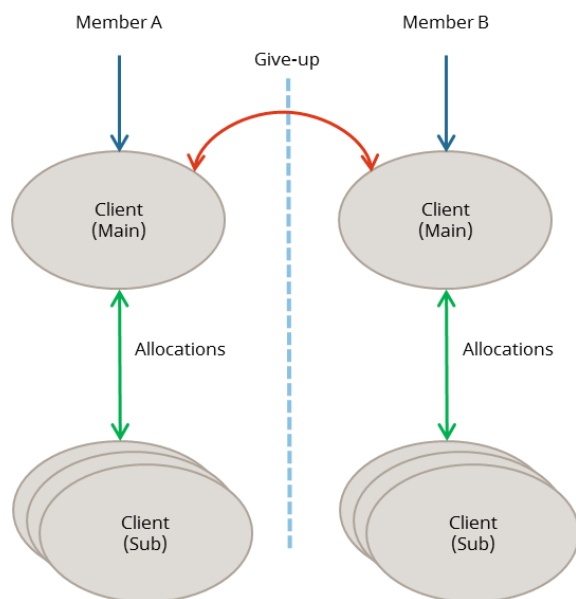 Member A
Member B
Give-up
Client
(Main)
Client
(Main)
Allocations
Allocations
Client
(Sub)
Client
(Sub)